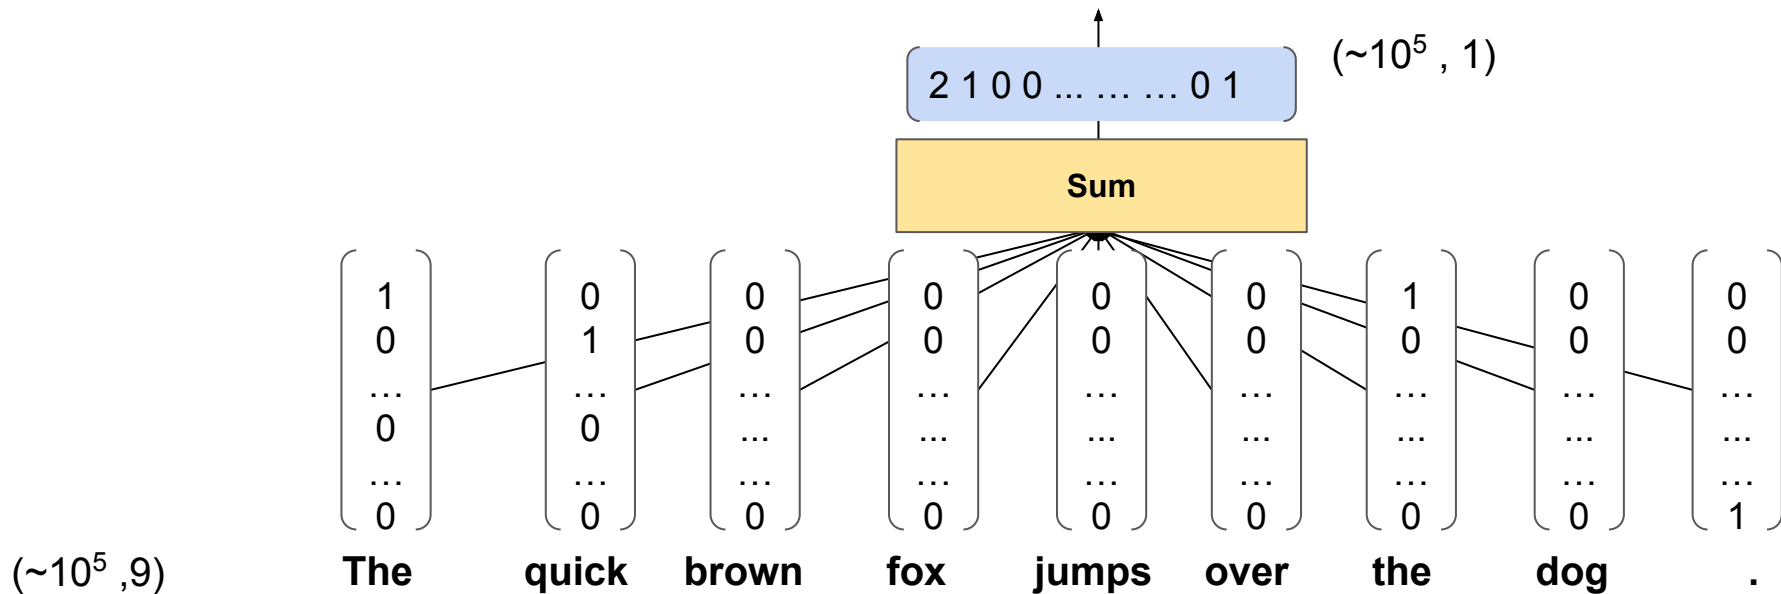 (~10⁵ , 1)
2 1 0 0 ... ... ... 0 1
Sum
1 0 0 0 0 0 1 0 0
0 1 0 0 0 0 0 0 0
... ... ... ... ... ... ... ... ...
0 0 ... ... ... ... ... ... ...
... ... ... ... ... ... ... ... ...
0 0 0 0 0 0 0 0 1
(~10⁵ ,9) The quick brown fox jumps over the dog .